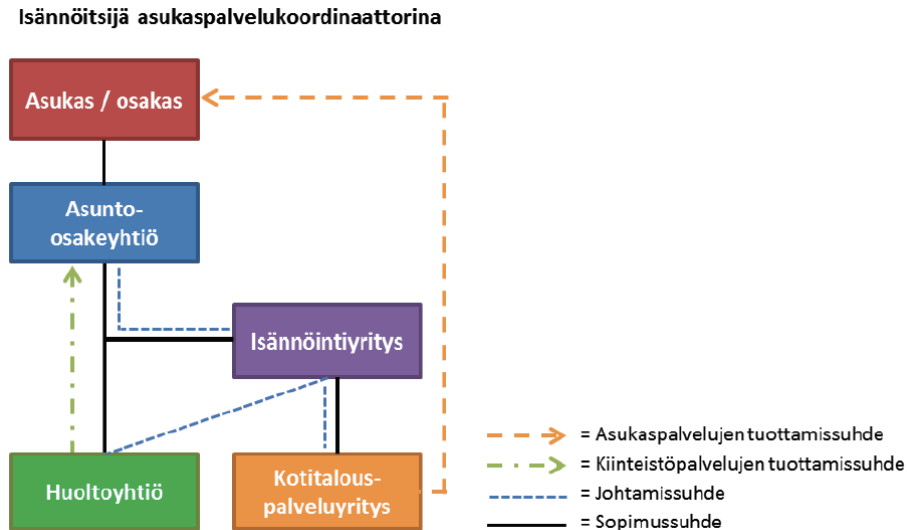 Isännöitsijä asukaspalvelukoordinaattorina
Asukas / osakas
Asunto-
osakeyhtiö
Isännöintiyritys
Huoltoyhtiö
Kotitalous-
palveluyritys
= Asukaspalvelujen tuottamissuhde
= Kiinteistöpalvelujen tuottamissuhde
= Johtamissuhde
= Sopimussuhde